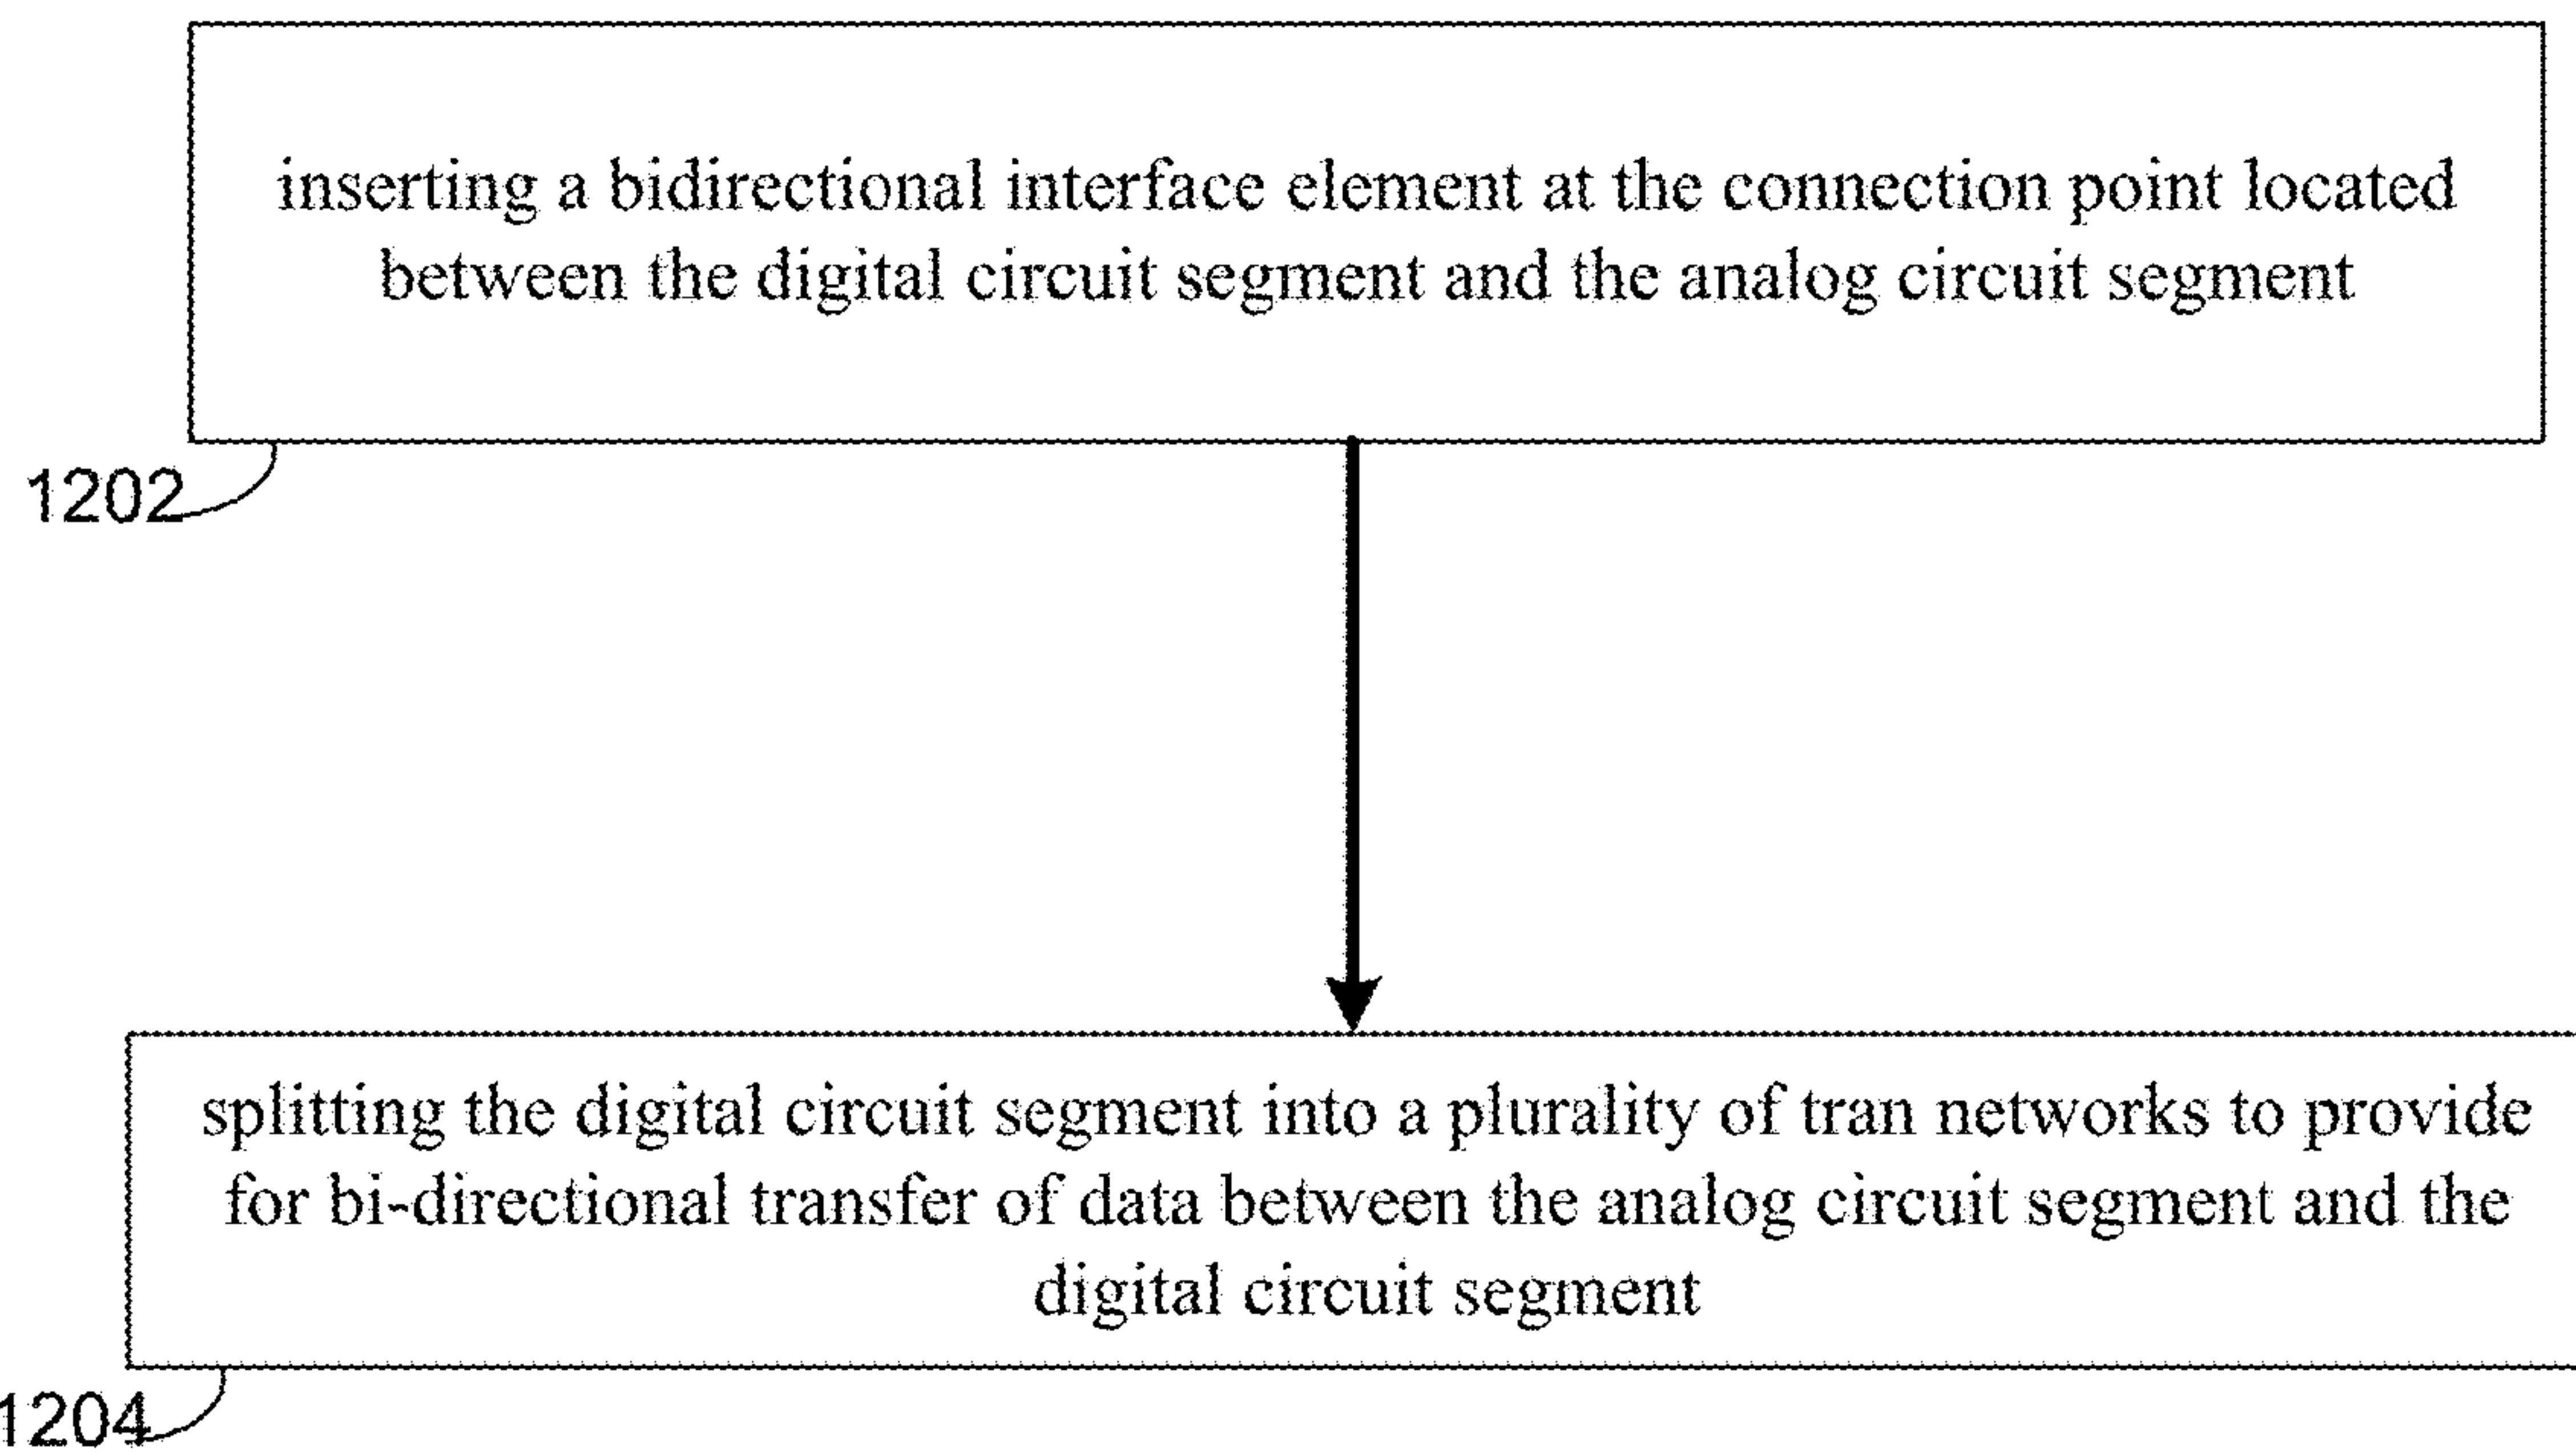 inserting a bidirectional interface element at the connection point located
between the digital circuit segment and the analog circuit segment
1202
splitting the digital circuit segment into a plurality of tran networks to provide
for bi-directional transfer of data between the analog circuit segment and the
digital circuit segment
1204